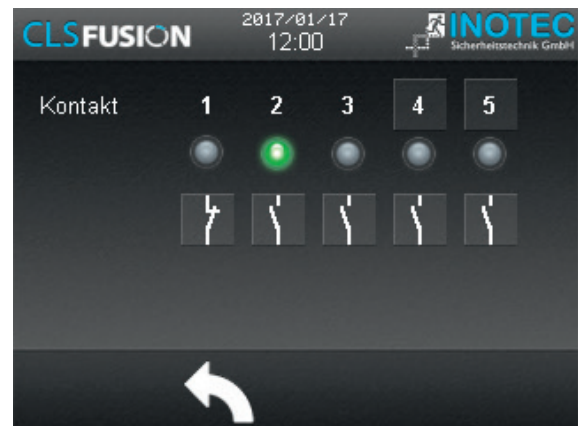 CLSFUSION
2017/01/17
12:00
INOTEC
Sicherheitstechnik GmbH
Kontakt 1 2 3 4 5